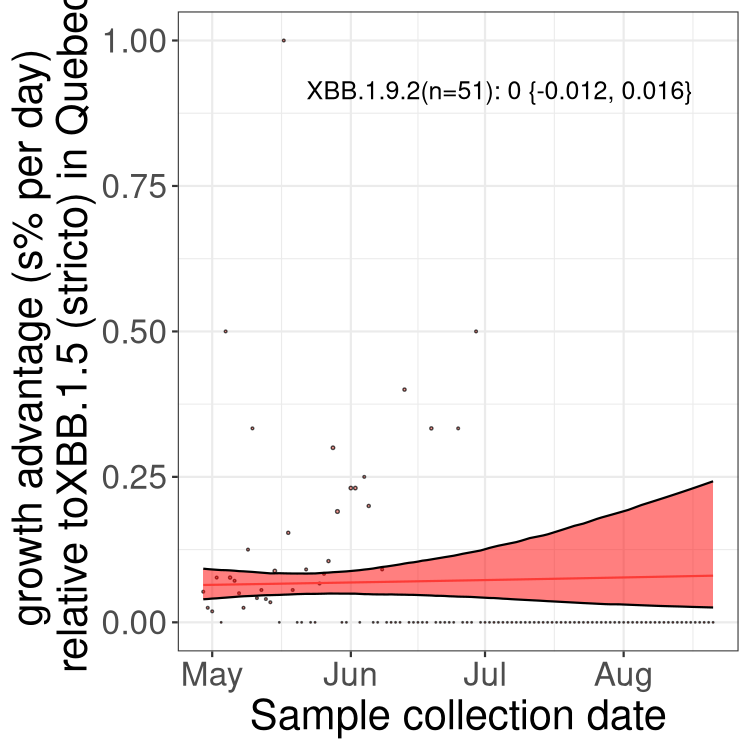 growth advantage (s% per day)
relative toXBB.1.5 (stricto) in Quebec
1.00
0.75
0.50
0.25
0.00
XBB.1.9.2(n=51): 0 {-0.012, 0.016}
May Jun Jul Aug
Sample collection date